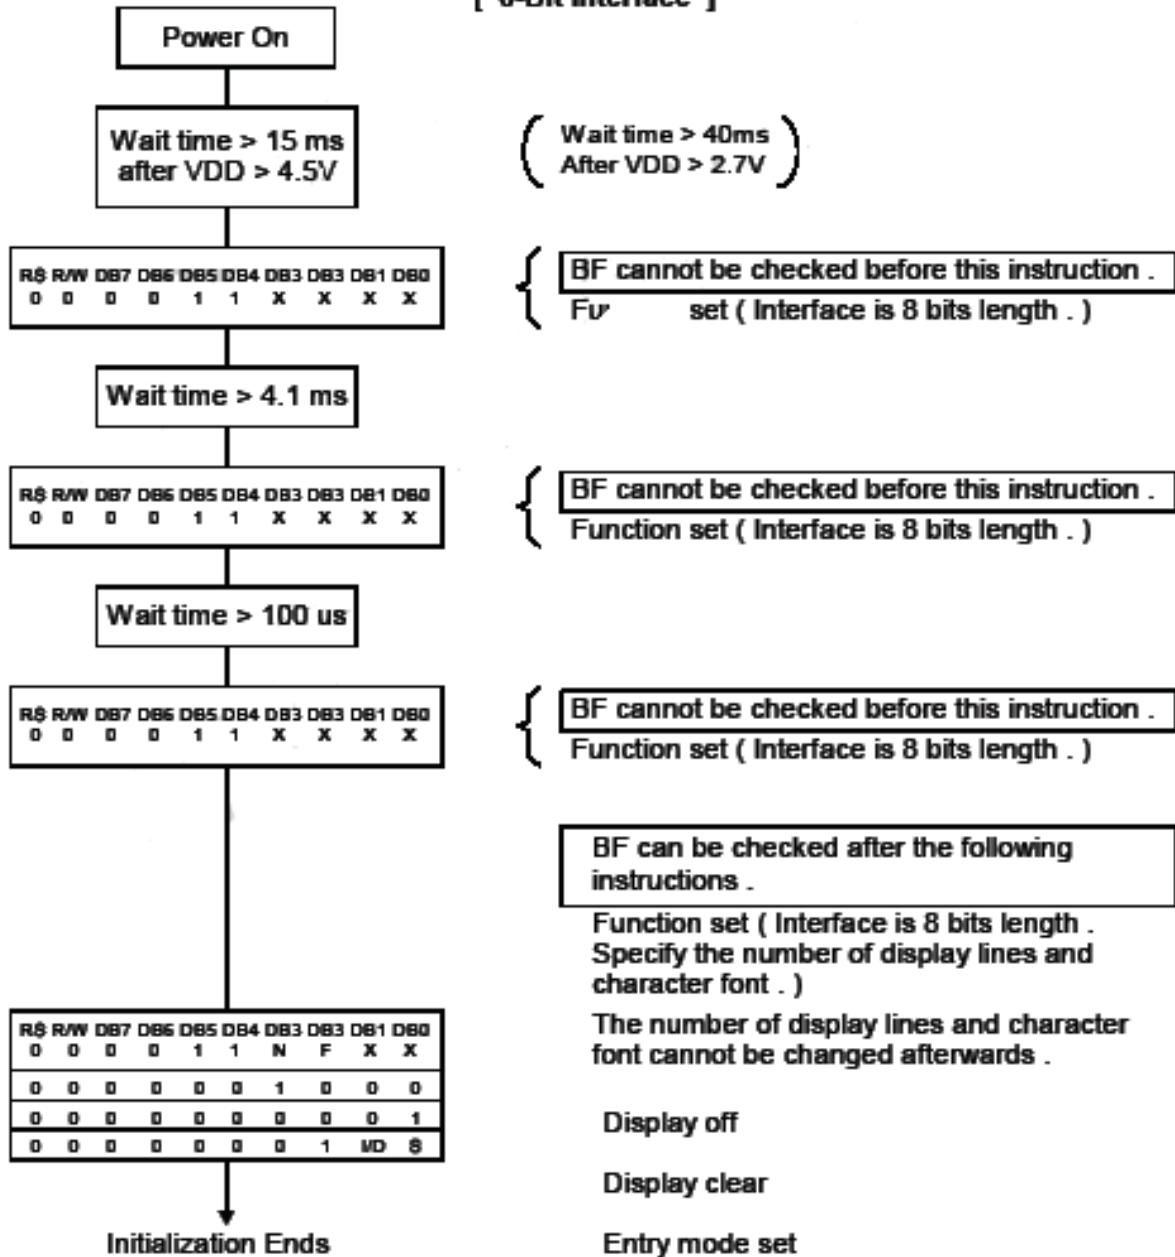 Bit Interface ]
Power On
Wait time > 15 ms
after VDD > 4.5V
Wait time > 40ms
After VDD > 2.7V
RS R/W DB7 DB6 DB5 DB4 DB3 DB3 DB1 DB0
0 0 0 0 1 1 X X X X
BF cannot be checked before this instruction .
set ( Interface is 8 bits length . )
Wait time > 4.1 ms
RS R/W DB7 DB6 DB5 DB4 DB3 DB3 DB1 DB0
0 0 0 0 1 1 X X X X
BF cannot be checked before this instruction .
Function set ( Interface is 8 bits length . )
Wait time > 100 us
RS R/W DB7 DB6 DB5 DB4 DB3 DB3 DB1 DB0
0 0 0 0 1 1 X X X X
BF cannot be checked before this instruction .
Function set ( Interface is 8 bits length . )
BF can be checked after the following
instructions .
Function set ( Interface is 8 bits length .
Specify the number of display lines and
character font . )
RS R/W DB7 DB6 DB5 DB4 DB3 DB3 DB1 DB0
0 0 0 0 1 1 N F X X
0 0 0 0 0 0 1 0 0 0
0 0 0 0 0 0 0 0 0 1
0 0 0 0 0 0 0 1 I/D S
The number of display lines and character
font cannot be changed afterwards .
Display off
Display clear
Initialization Ends
Entry mode set